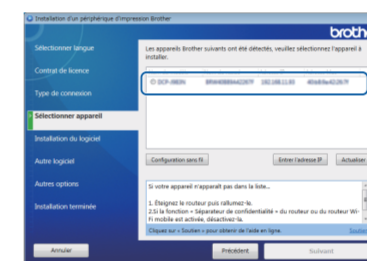 Installation d'un périphérique d'impression Brother
broth
Sélectionner langue
Les appareils Brother suivants ont été détectés, veuillez sélectionnez l'appareil à installer.
Contrat de licence
Type de connexion
Sélectionner appareil
Installation du logiciel
Autre logiciel
Autres options
Installation terminée
Configuration sans fil
Entrer l'adresse IP
Actualiser
Si votre appareil n'apparaît pas dans la liste...
1. Éteignez le routeur puis rallumez-le.
2.Si la fonction « Séparateur de confidentialité » du routeur ou du routeur Wi-
Fi mobile est activée, désactivez-la.
Cliquez sur « Soutien » pour obtenir de l'aide en ligne.
Annuler
Précédent
Suivant